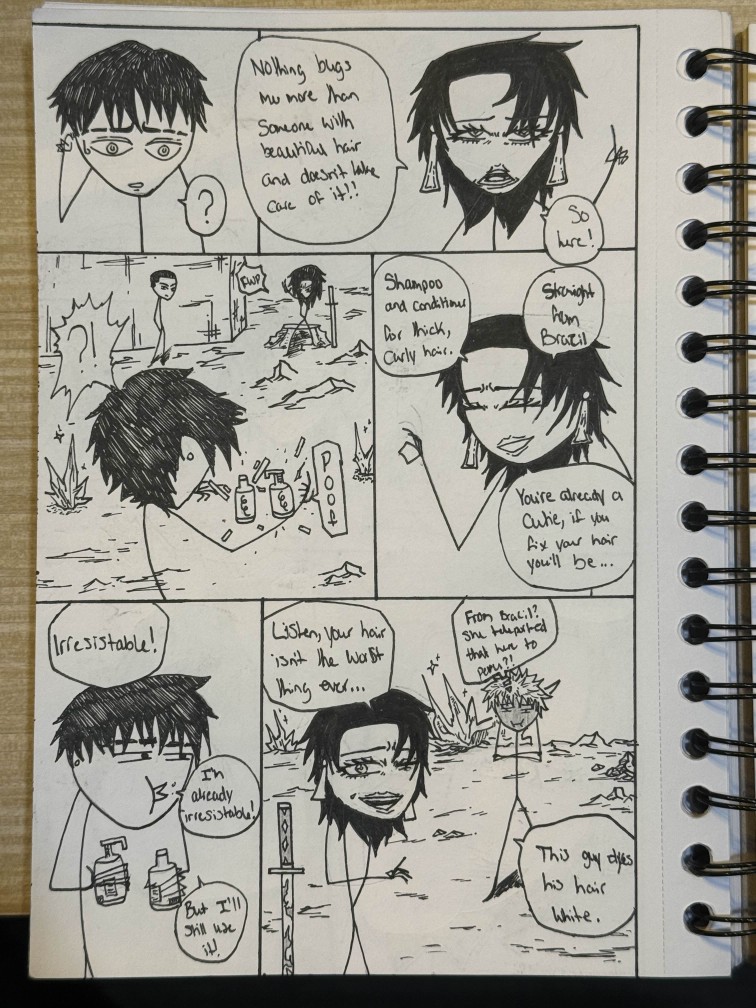 ?
Nothing bugs
me more than
someone with
beautiful hair
and doesn't take
care of it!!
So
here!
?!
FWP
POOF
Shampoo
and conditioner
for thick,
curly hair.
Straight
from
Brazil
You're already a
cutie, if you
fix your hair
you'll be...
Irresistable!
I'm
already
irresistable!
But I'll
still use
it!
Listen, your hair
isn't the worst
thing ever...
From Brazil?
She teleported
that here to
Peru?!
This guy dyes
his hair
white.